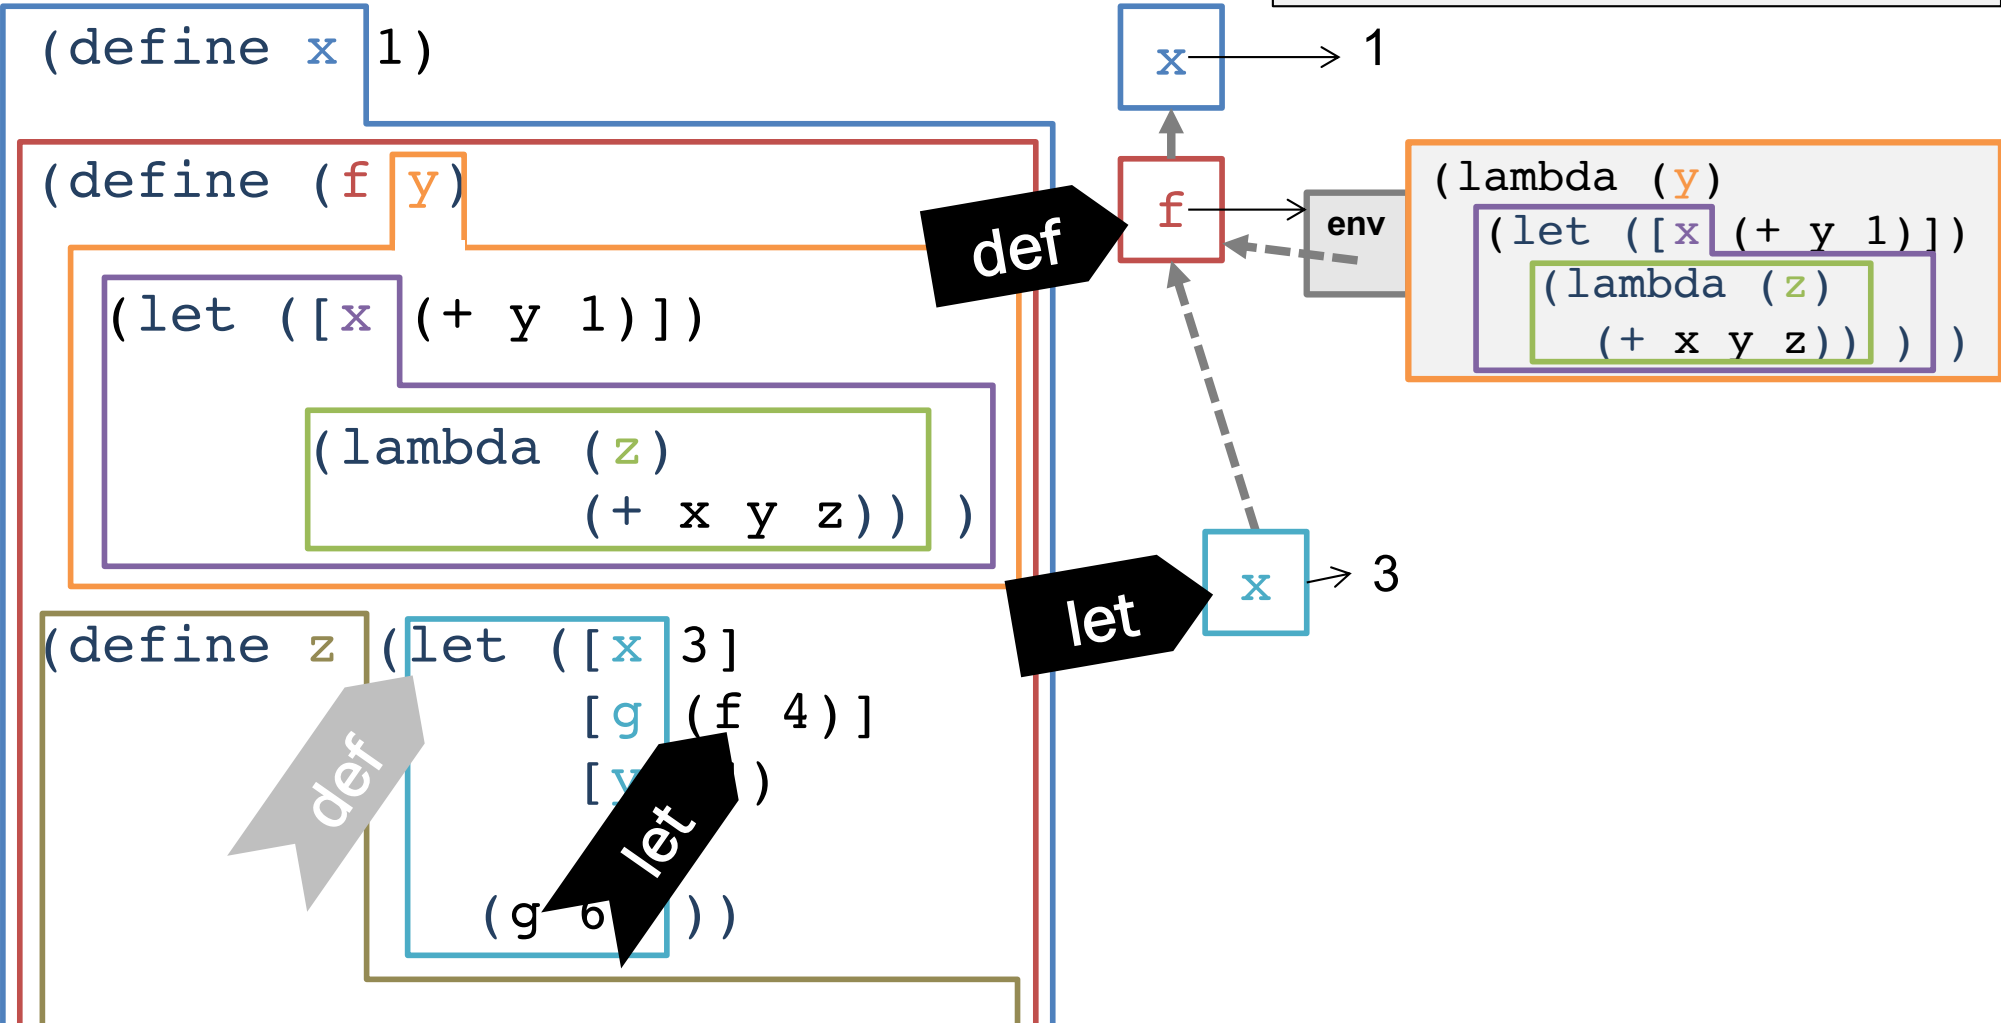 (define x 1)
(define (f y)
(let ([x (+ y 1)])
(lambda (z)
(+ x y z)) )
(define z (let ([x 3]
[g (f 4)]
[y )
(g 6 ))
def
let
x
1
f
env
def
(lambda (y)
(let ([x (+ y 1)])
(lambda (z)
(+ x y z)) ) )
x
3
let